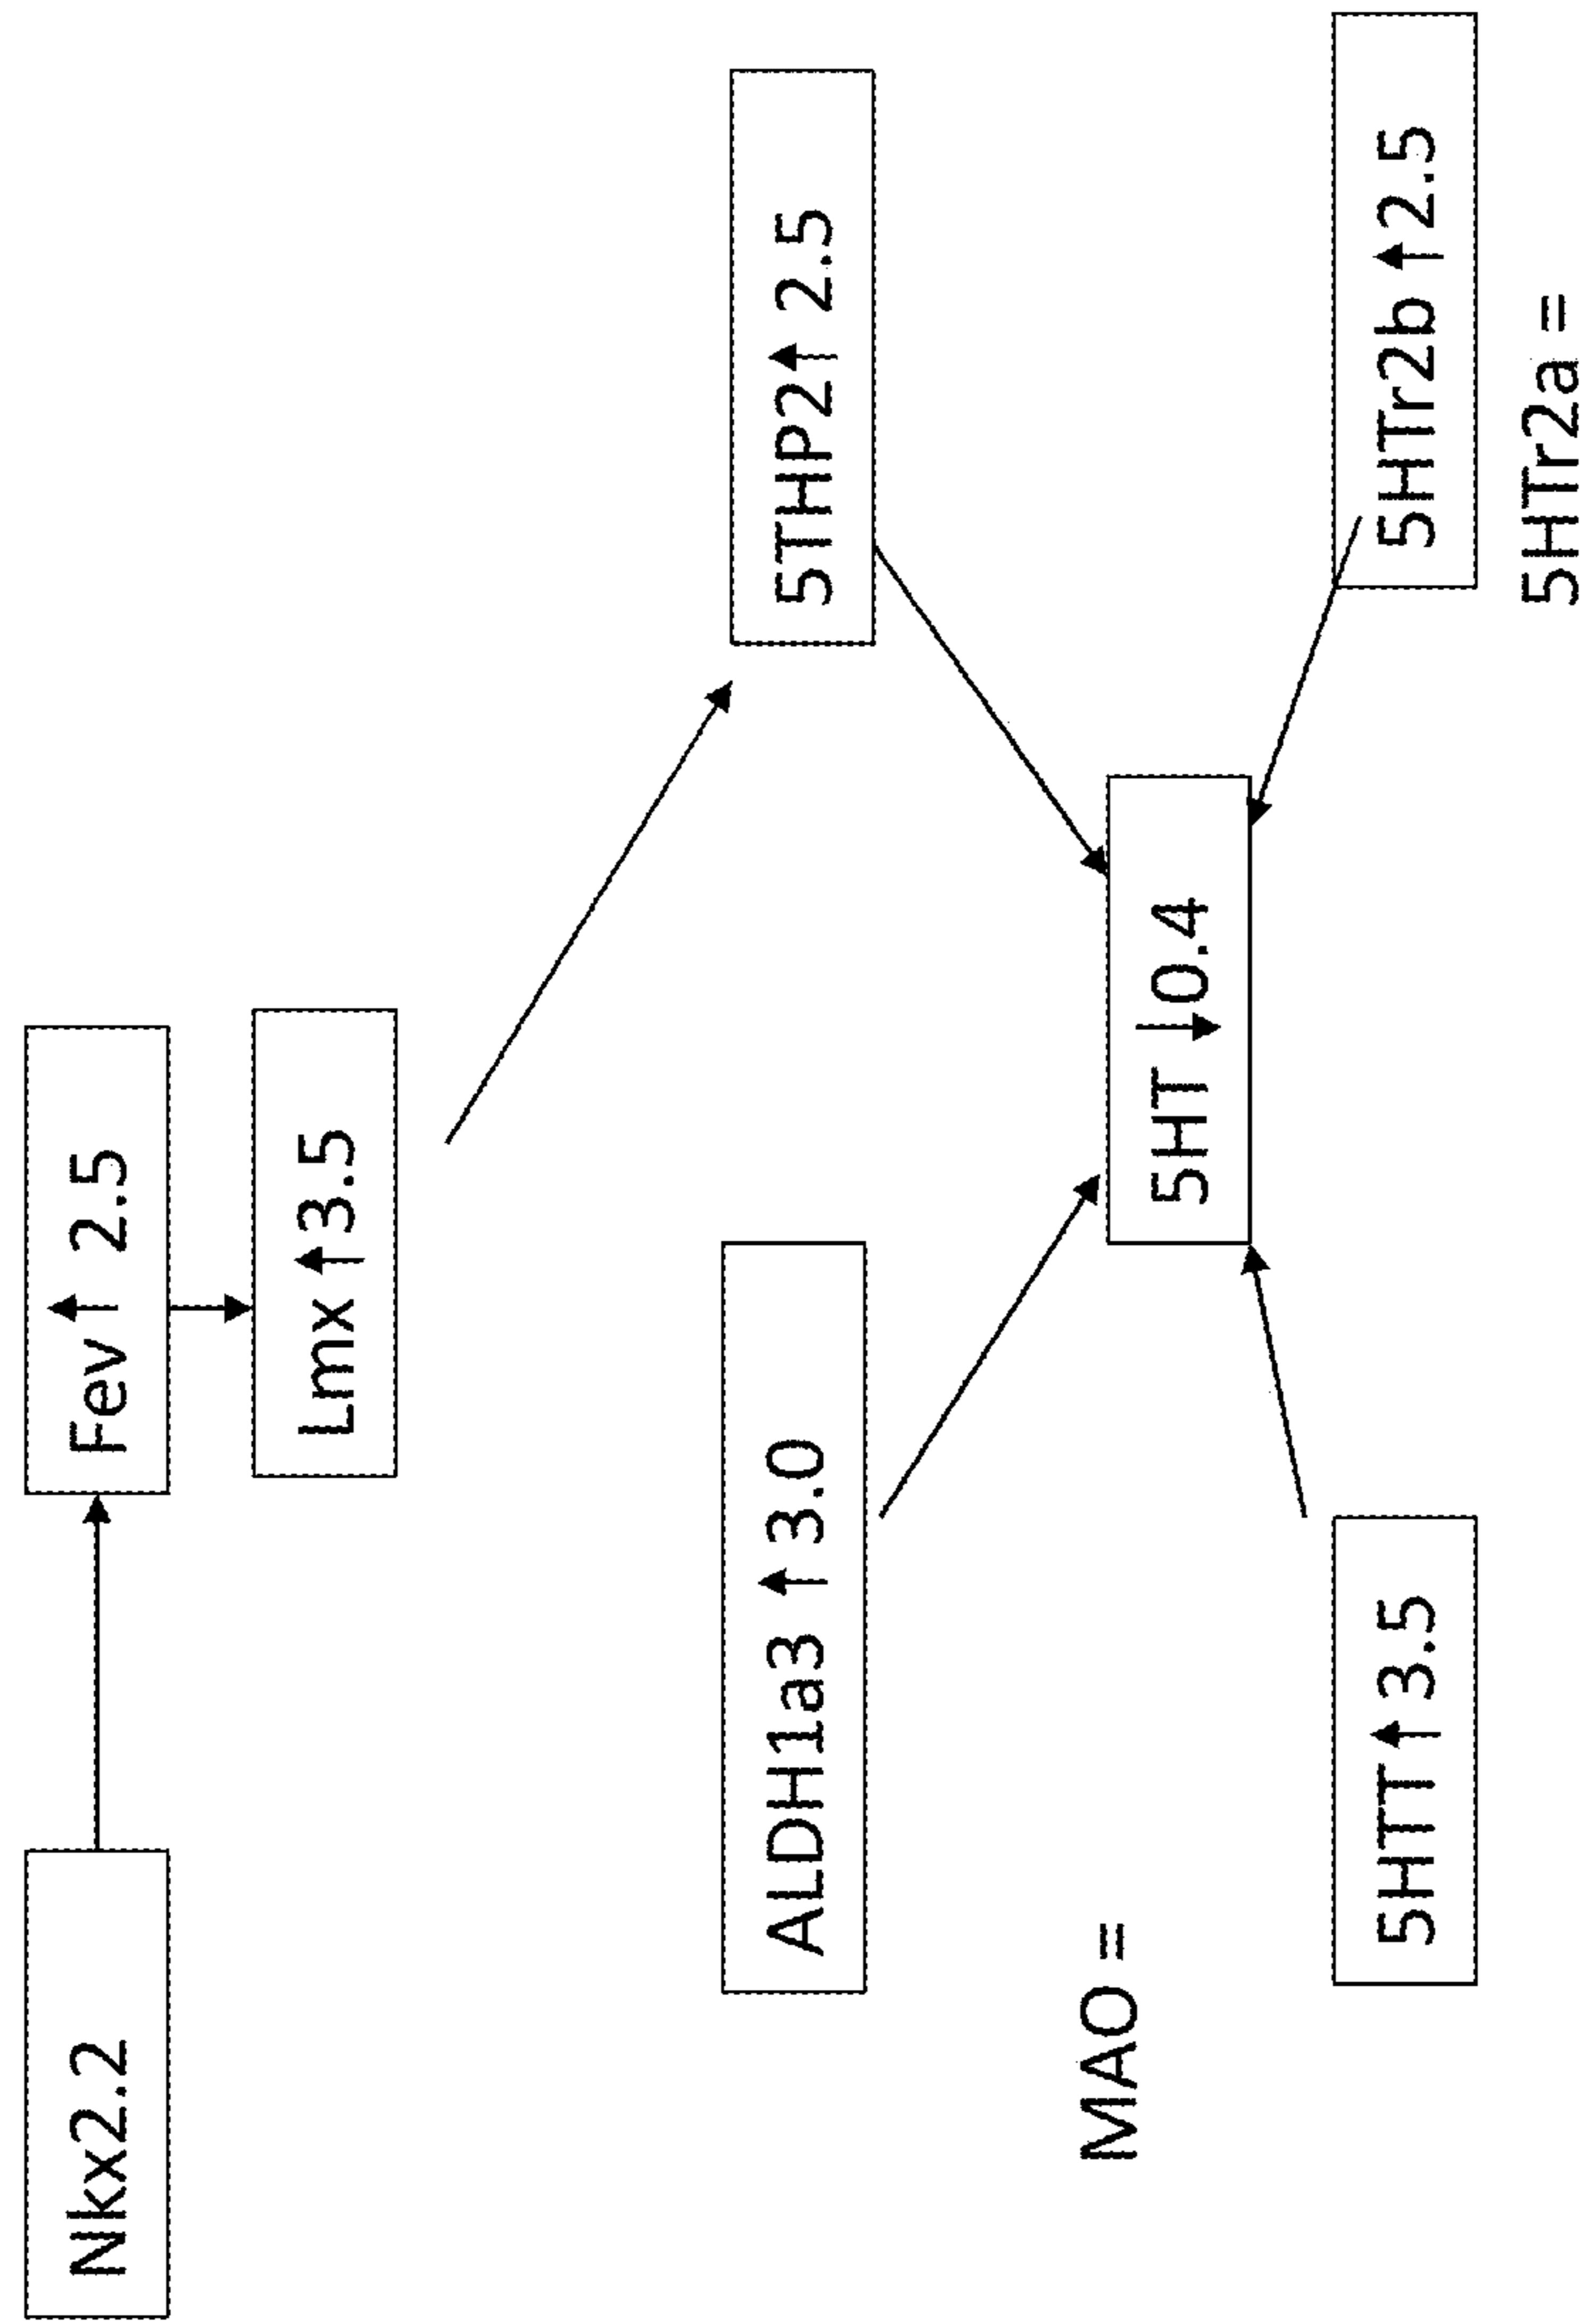 Nkx2.2
Fev↑ 2.5
Lmx ↑3.5
ALDH1a3 ↑ 3.0
5THP2↑ 2.5
MAO =
5HT ↓0.4
5HTT↑3.5
5HTr2b ↑2.5
5HTr2a =